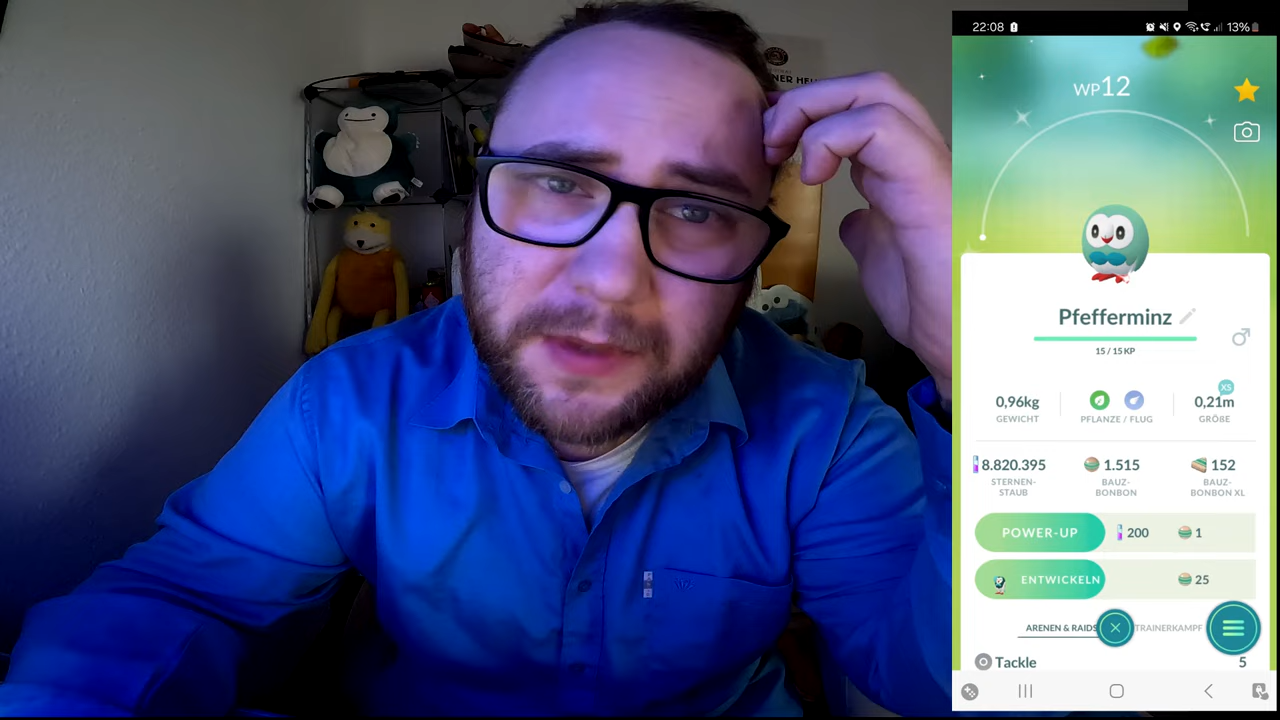 NER HEL
22:08
13%
WP12
Pfefferminz
15 / 15 KP
XS
0,96kg
GEWICHT
PFLANZE / FLUG
0,21m
GRÖßE
8.820.395
STERNEN-
STAUB
1.515
BAUZ-
BONBON
152
BAUZ-
BONBON XL
POWER-UP
200
1
ENTWICKELN
25
ARENEN & RAIDS
TRAINERKAMPF
Tackle
5